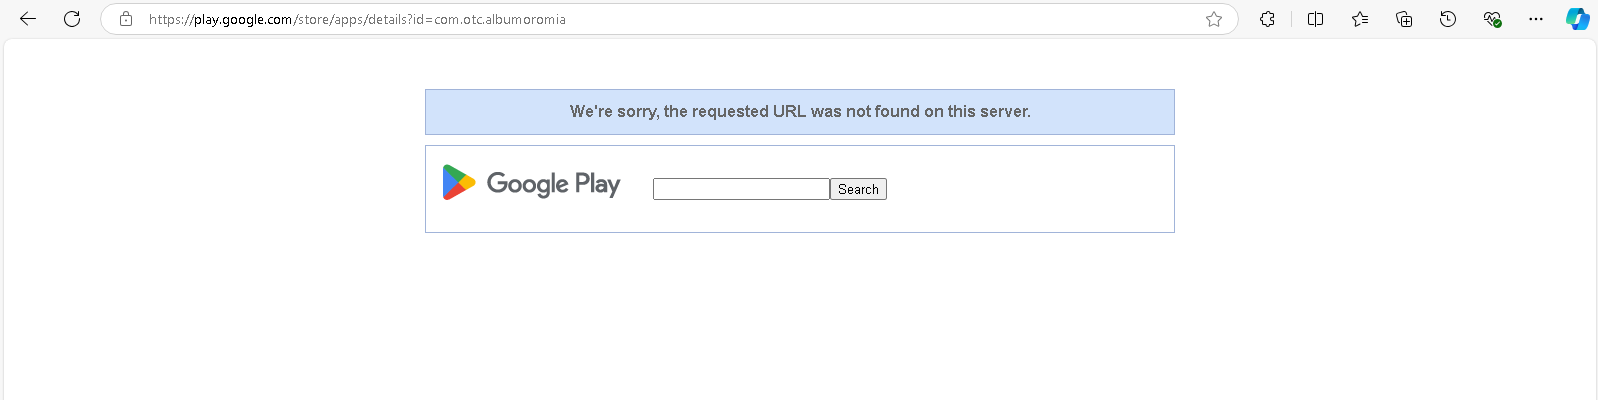 https://play.google.com/store/apps/details?id=com.otc.albumoromia
We're sorry, the requested URL was not found on this server.
Google Play
Search